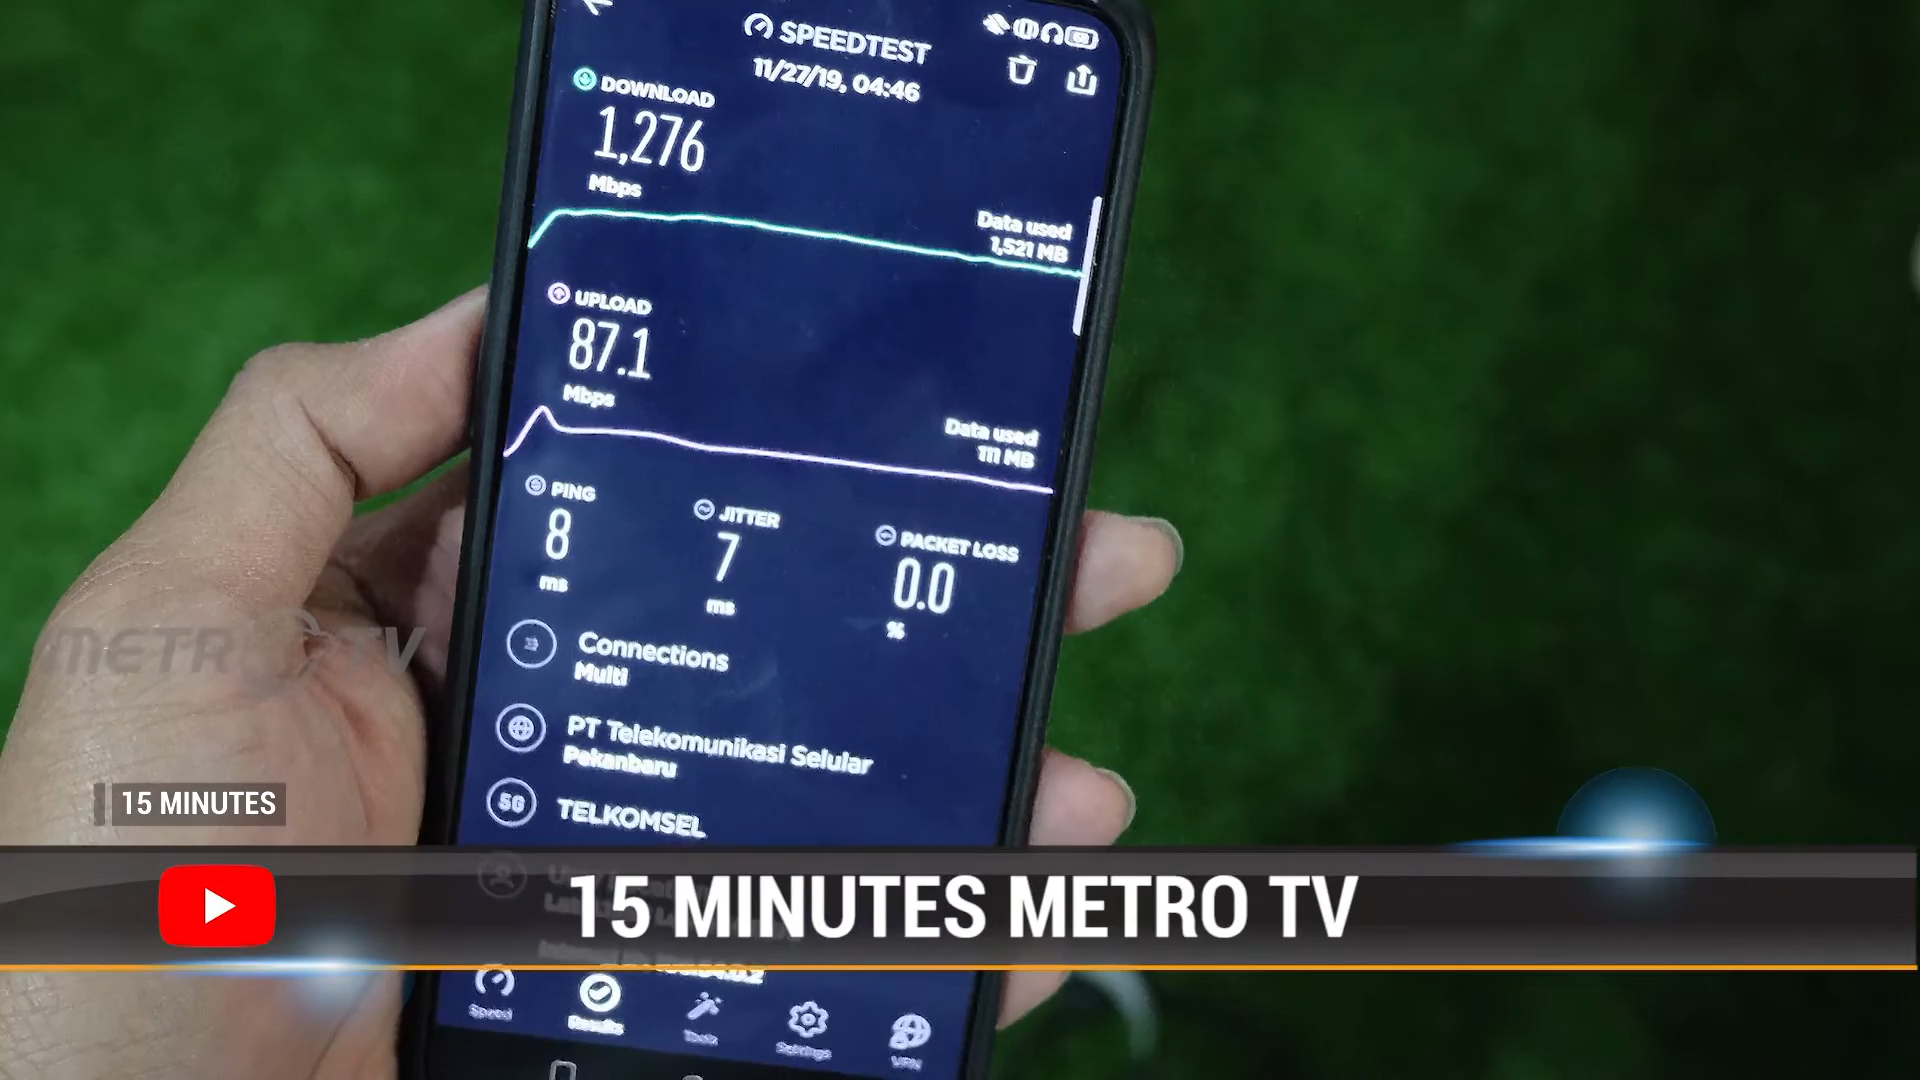 SPEEDTEST
11/27/19, 04:46
DOWNLOAD
1,276
Mbps
Data used
1,521 MB
UPLOAD
87.1
Mbps
Data used
111 MB
PING
8
ms
JITTER
7
ms
PACKET LOSS
0.0
%
Connections
Multi
PT Telekomunikasi Selular
Pekanbaru
5G
TELKOMSEL
METRO TV
15 MINUTES
15 MINUTES METRO TV
Speed
Results
Tools
Settings
VPN